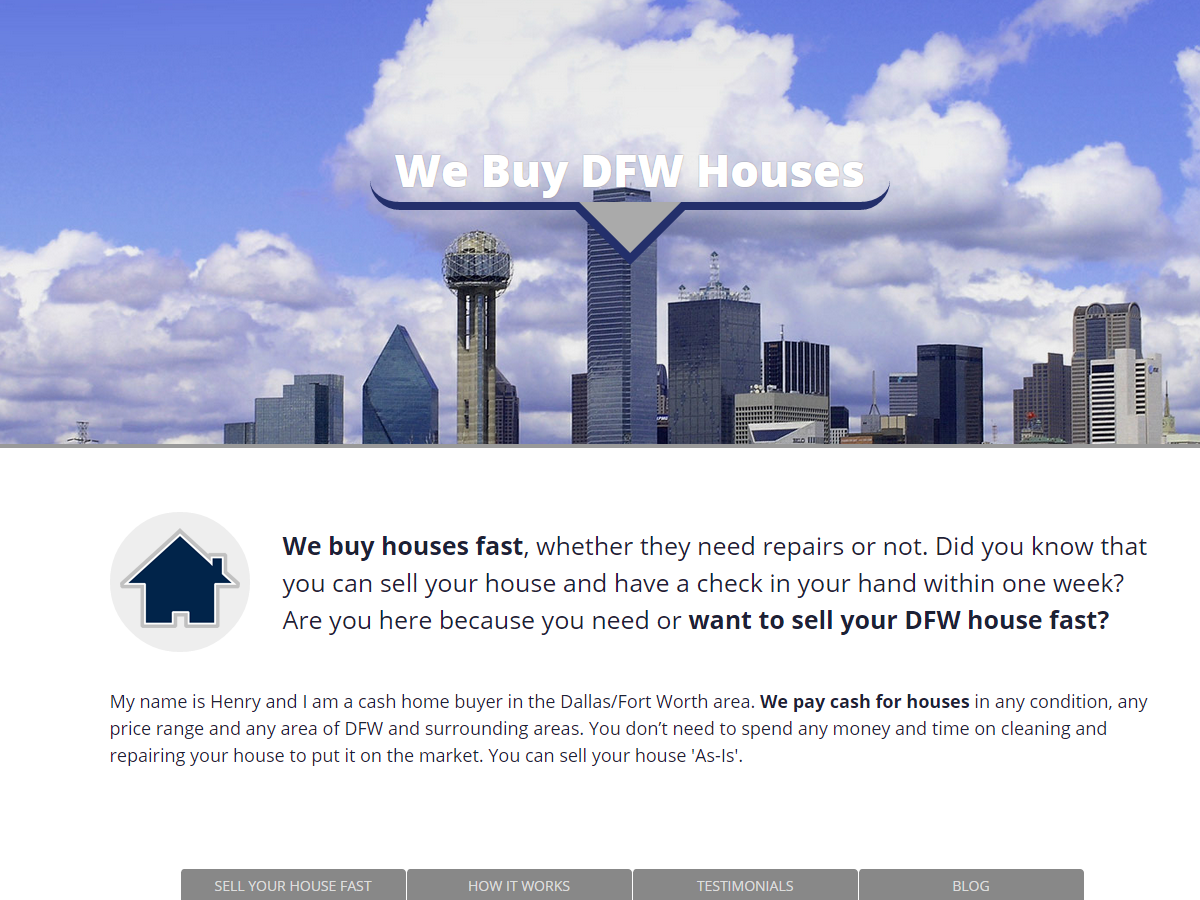 We Buy DFW Houses
BELO
We buy houses fast, whether they need repairs or not. Did you know that
you can sell your house and have a check in your hand within one week?
Are you here because you need or want to sell your DFW house fast?
My name is Henry and I am a cash home buyer in the Dallas/Fort Worth area. We pay cash for houses in any condition, any
price range and any area of DFW and surrounding areas. You don’t need to spend any money and time on cleaning and
repairing your house to put it on the market. You can sell your house 'As-Is'.
SELL YOUR HOUSE FAST
HOW IT WORKS
TESTIMONIALS
BLOG